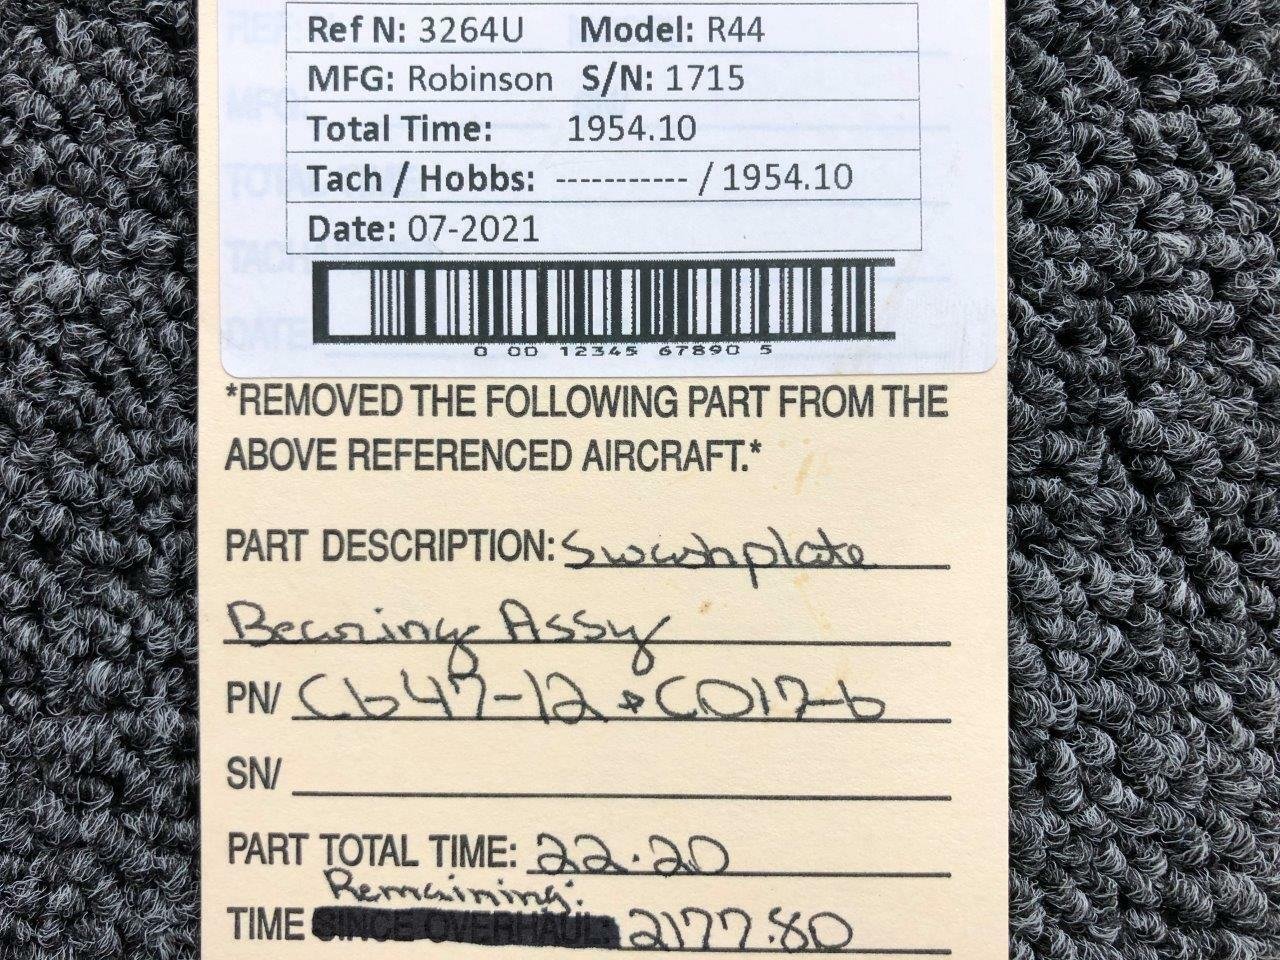 Ref N: 3264U Model: R44
MFG: Robinson S/N: 1715
Total Time: 1954.10
Tach / Hobbs: ----------- / 1954.10
Date: 07-2021
0 00 12345 67890 5
*REMOVED THE FOLLOWING PART FROM THE
ABOVE REFERENCED AIRCRAFT.*
PART DESCRIPTION: Swashplate
Bearing Assy
PN/ C647-12 & C017-6
SN/
PART TOTAL TIME: 22.20
Remaining:
TIME SINCE OVERHAUL: 2177.80